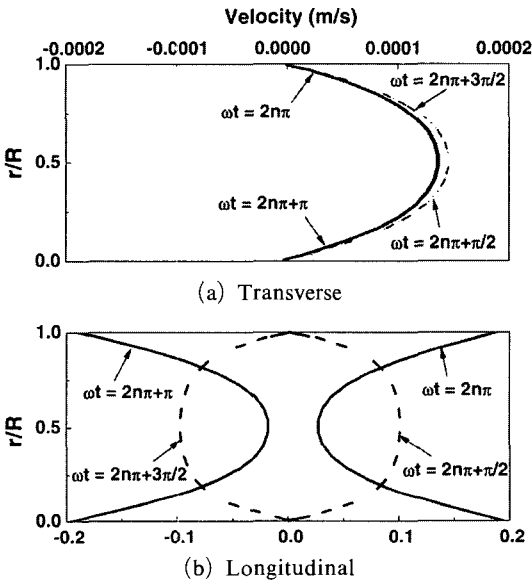 Velocity (m/s)
-0.0002 -0.0001 0.0000 0.0001 0.0002
1.0
ωt = 2nπ+3π/2
ωt = 2nπ
r/R
0.5
ωt = 2nπ+π
ωt = 2nπ+π/2
0.0
(a) Transverse
1.0
ωt = 2nπ+π
ωt = 2nπ
r/R
0.5
ωt = 2nπ+3π/2
ωt = 2nπ+π/2
0.0
-0.2 -0.1 0.0 0.1 0.2
(b) Longitudinal